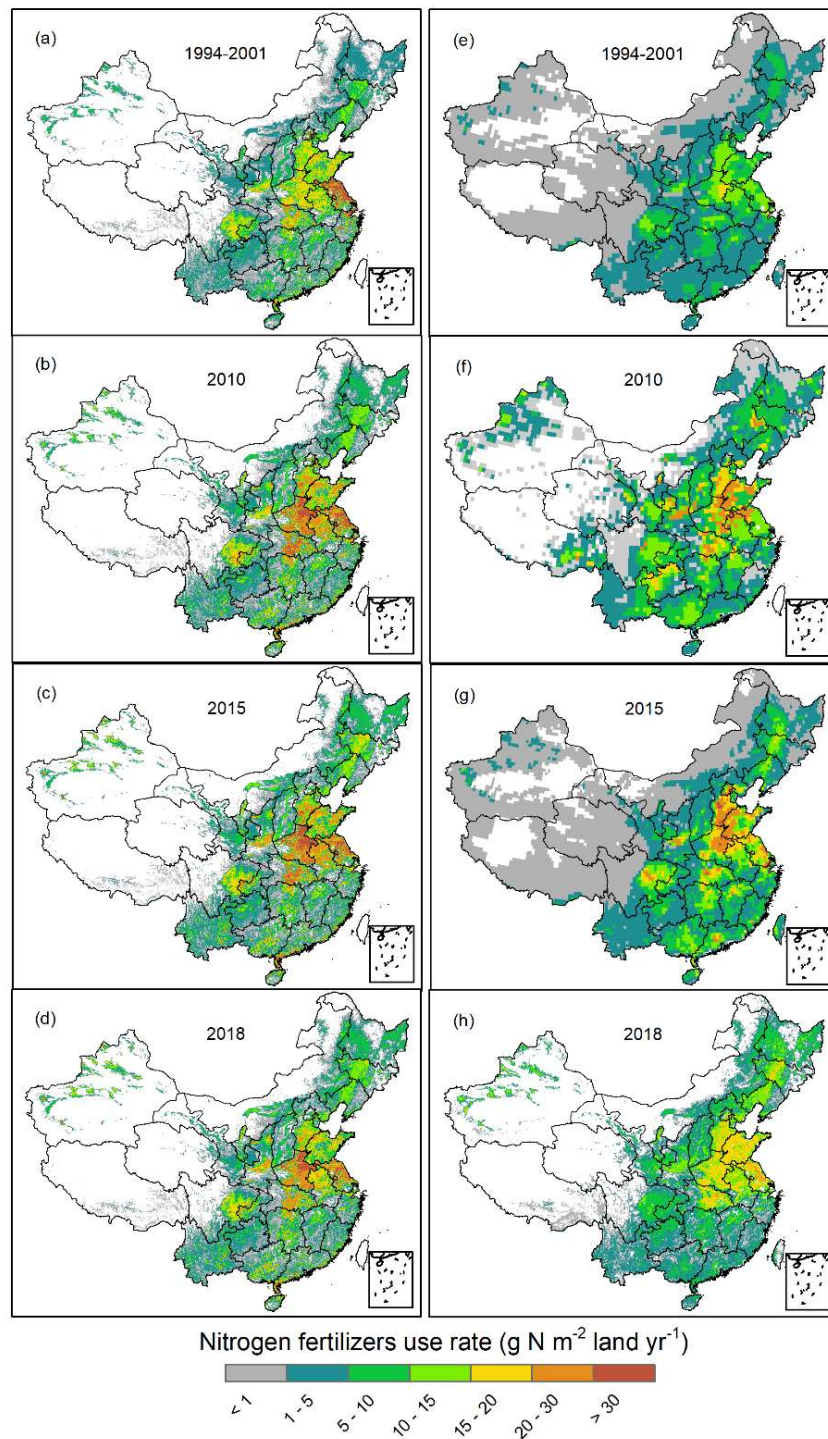 (a) 1994-2001
(e) 1994-2001
(b) 2010
(f) 2010
(c) 2015
(g) 2015
(d) 2018
(h) 2018
Nitrogen fertilizers use rate (g N m⁻² land yr⁻¹)
< 1
1 - 5
5 - 10
10 - 15
15 - 20
20 - 30
> 30